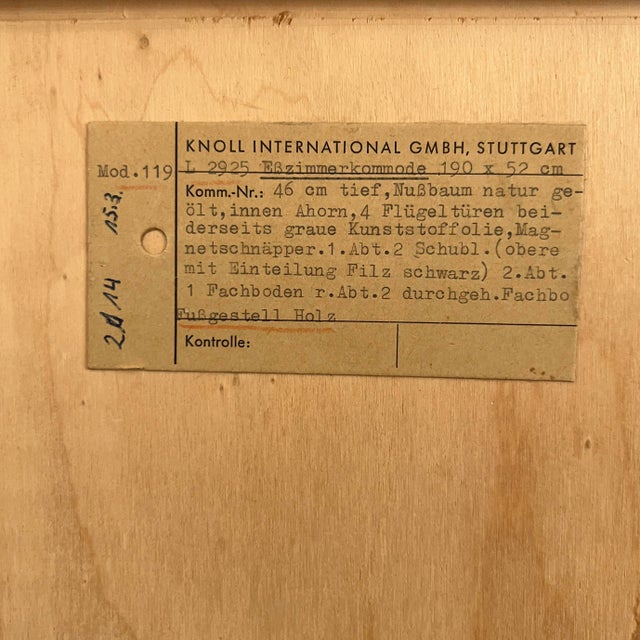 KNOLL INTERNATIONAL GMBH, STUTTGART
Mod.119
L 2925 Eßzimmerkommode 190 x 52 cm
Komm.-Nr.: 46 cm tief,Nußbaum natur ge-
ölt,innen Ahorn,4 Flügeltüren bei-
derseits graue Kunststoffolie,Mag-
netschnäpper.1.Abt.2 Schubl.(obere
mit Einteilung Filz schwarz) 2.Abt.
1 Fachboden r.Abt.2 durchgeh.Fachbo
Fußgestell Holz
Kontrolle:
15.3.
14